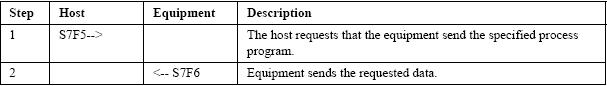 Step Host Equipment Description
1 S7F5--> The host requests that the equipment send the specified process
program.
2 <-- S7F6 Equipment sends the requested data.